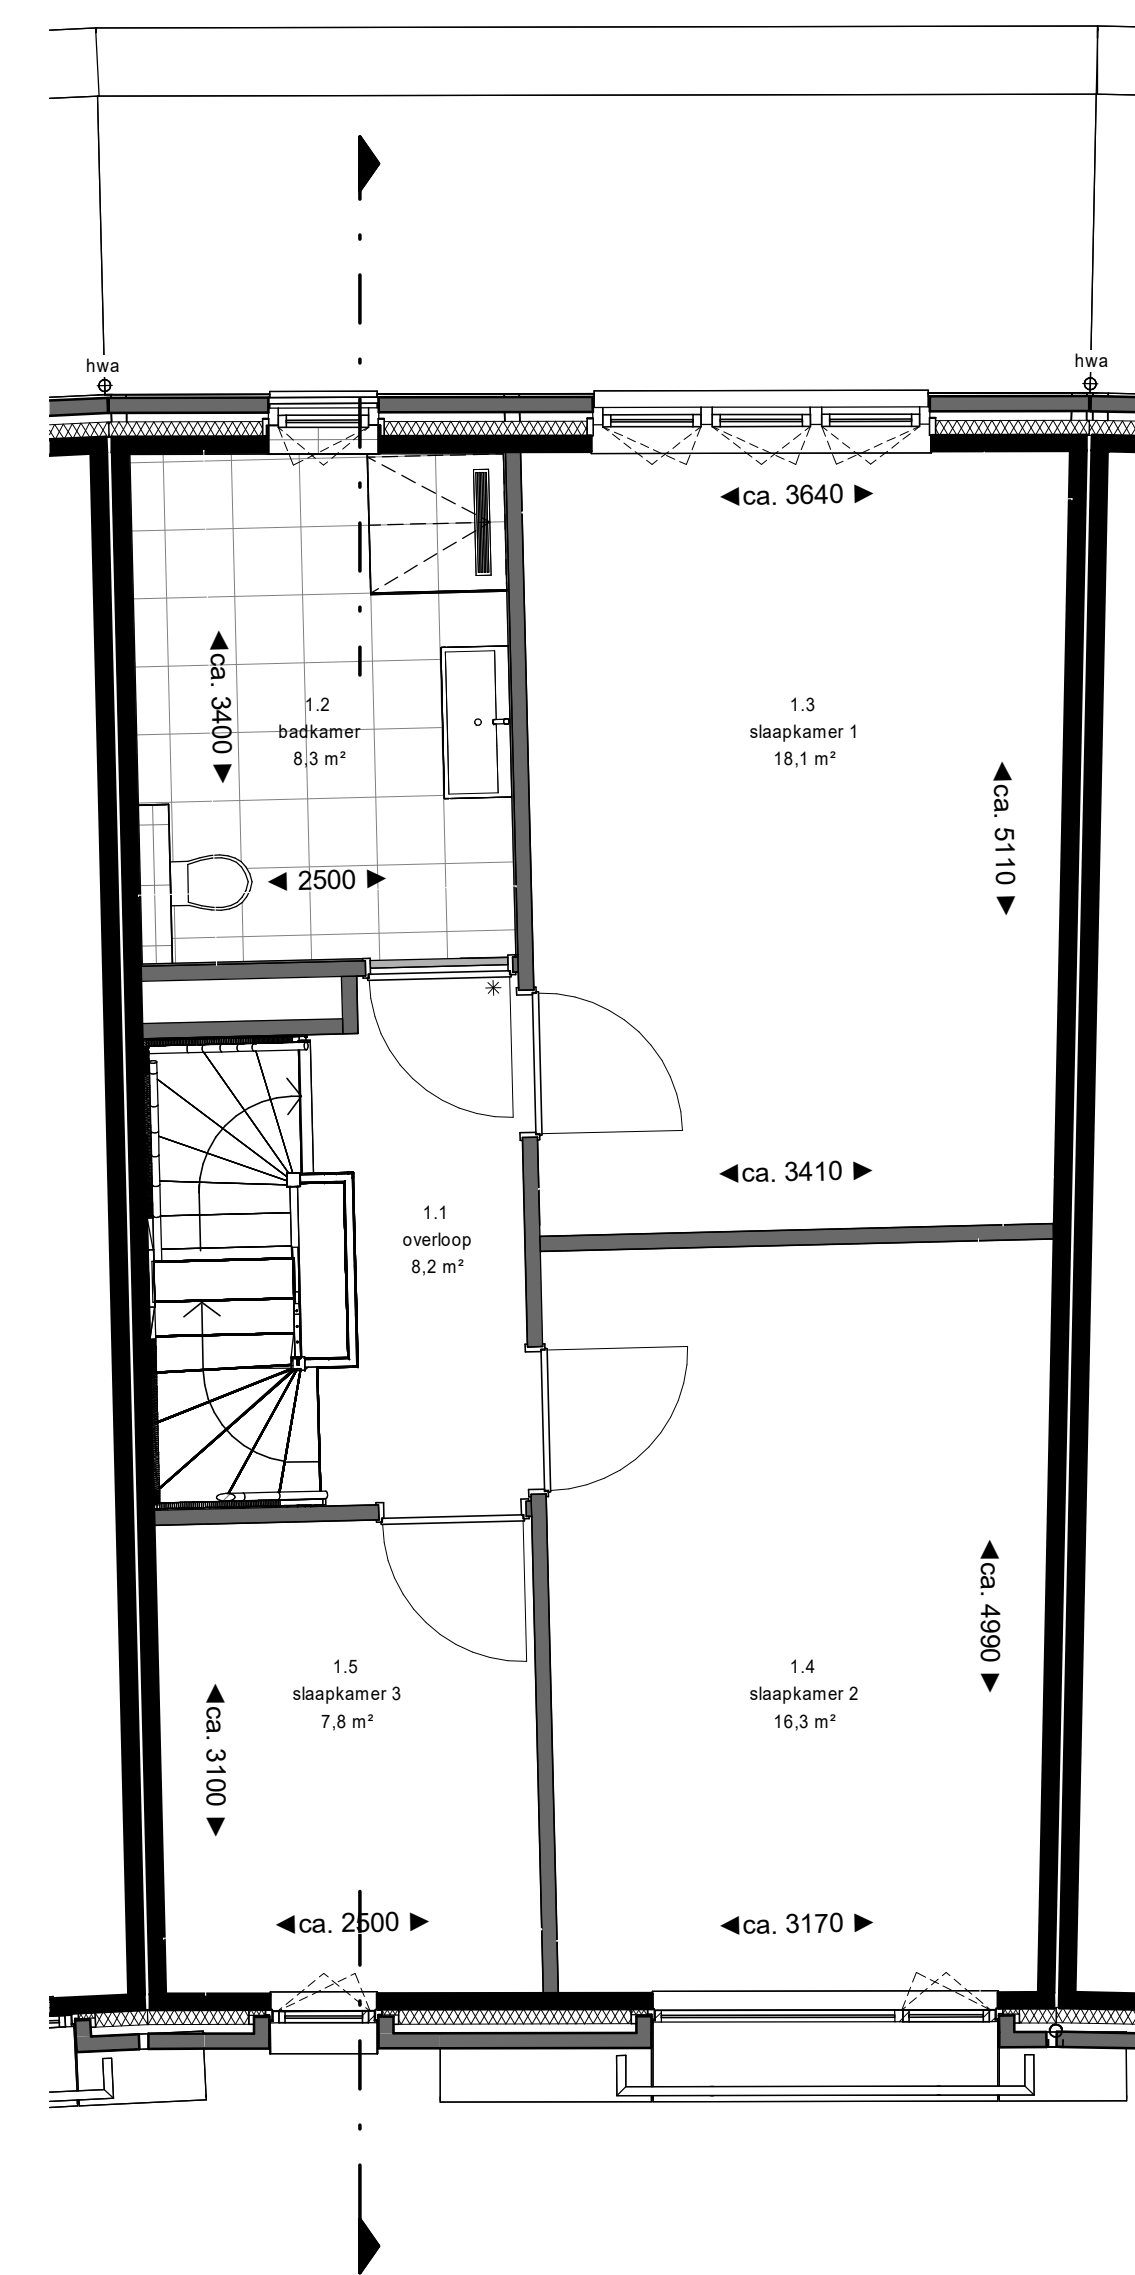 hwa
hwa
ca. 3640
ca. 3400
1.2
badkamer
8,3 m²
1.3
slaapkamer 1
18,1 m²
ca. 5110
2500
ca. 3410
1.1
overloop
8,2 m²
ca. 4990
1.5
slaapkamer 3
7,8 m²
1.4
slaapkamer 2
16,3 m²
ca. 3100
ca. 2500
ca. 3170